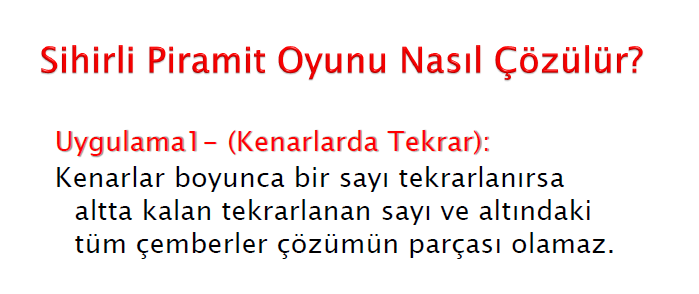 Sihirli Piramit Oyunu Nasıl Çözülür?
Uygulama1- (Kenarlarda Tekrar):
Kenarlar boyunca bir sayı tekrarlanırsa
altta kalan tekrarlanan sayı ve altındaki
tüm çemberler çözümün parçası olamaz.